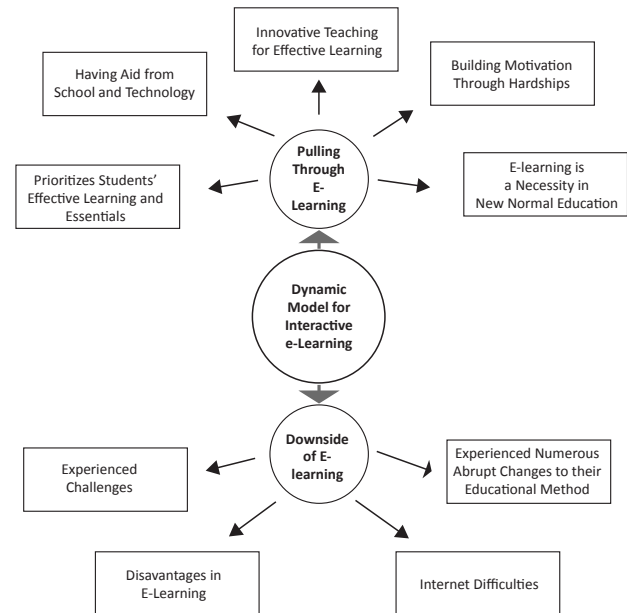 Innovative Teaching
for Effective Learning
Having Aid from
School and Technology
Building Motivation
Through Hardships
Prioritizes Students'
Effective Learning and
Essentials
Pulling
Through
E-
Learning
E-learning is
a Necessity in
New Normal Education
Dynamic
Model for
Interactive
e-Learning
Downside
of E-
learning
Experienced
Challenges
Experienced Numerous
Abrupt Changes to their
Educational Method
Disavantages in
E-Learning
Internet Difficulties